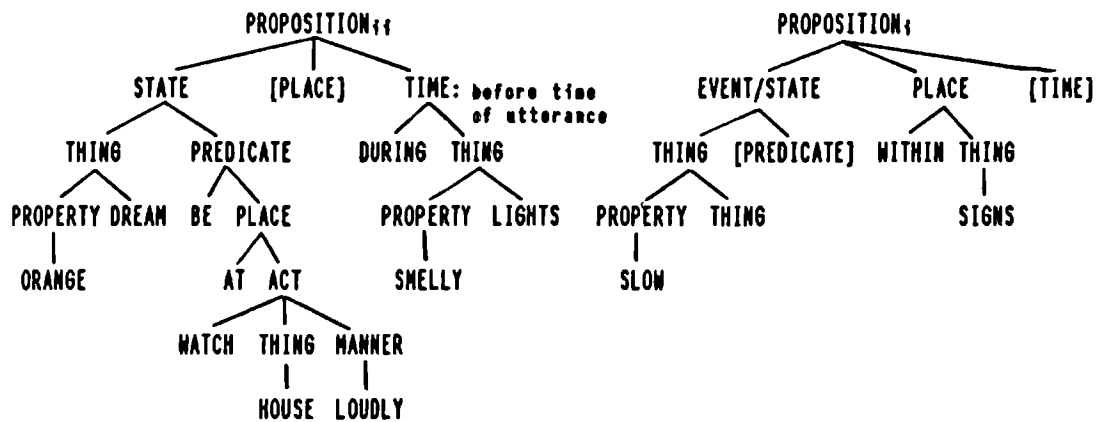 PROPOSITIONii PROPOSITIONi
STATE [PLACE] TIME: before time EVENT/STATE PLACE [TIME]
of utterance
THING PREDICATE DURING THING THING [PREDICATE] WITHIN THING
PROPERTY DREAM BE PLACE PROPERTY LIGHTS PROPERTY THING SIGNS
ORANGE AT ACT SMELLY SLOW
WATCH THING MANNER
HOUSE LOUDLY